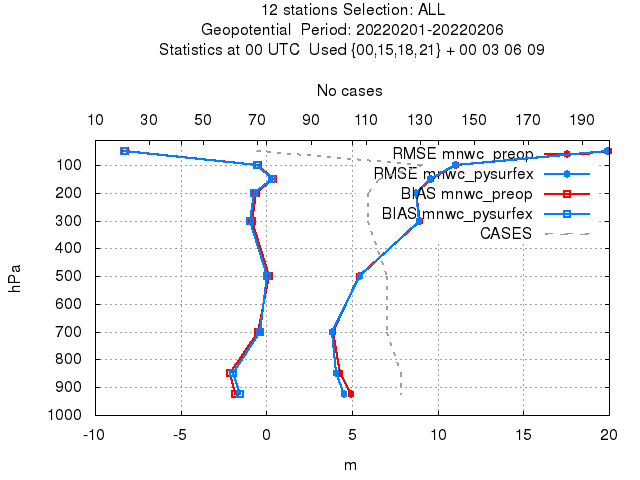 12 stations Selection: ALL
Geopotential  Period: 20220201-20220206
Statistics at 00 UTC  Used {00,15,18,21} + 00 03 06 09
No cases
10 30 50 70 90 110 130 150 170 190
RMSE mnwc_preop
RMSE mnwc_pysurfex
BIAS mnwc_preop
BIAS mnwc_pysurfex
CASES
100
200
300
400
500
600
700
800
900
1000
hPa
-10 -5 0 5 10 15 20
m